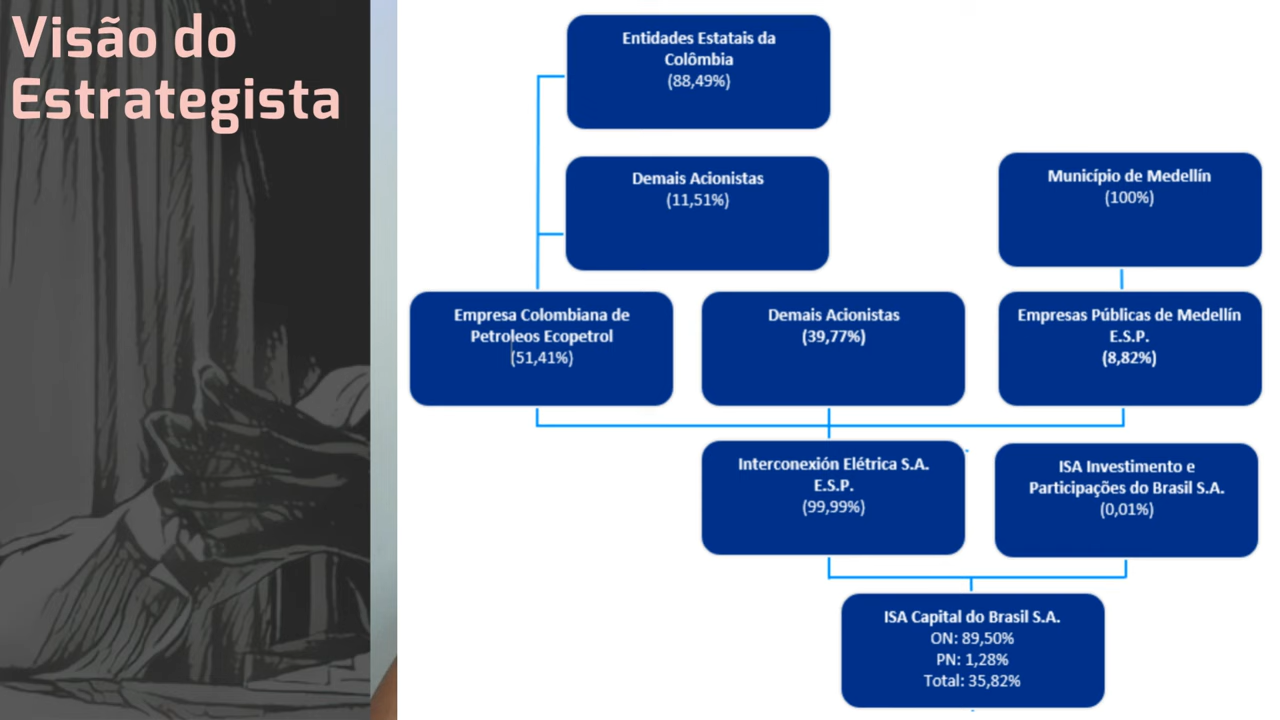 Visão do
Estrategista
Entidades Estatais da
Colômbia
(88,49%)
Demais Acionistas
(11,51%)
Município de Medellín
(100%)
Empresa Colombiana de
Petroleos Ecopetrol
(51,41%)
Demais Acionistas
(39,77%)
Empresas Públicas de Medellín
E.S.P.
(8,82%)
Interconexión Elétrica S.A.
E.S.P.
(99,99%)
ISA Investimento e
Participações do Brasil S.A.
(0,01%)
ISA Capital do Brasil S.A.
ON: 89,50%
PN: 1,28%
Total: 35,82%